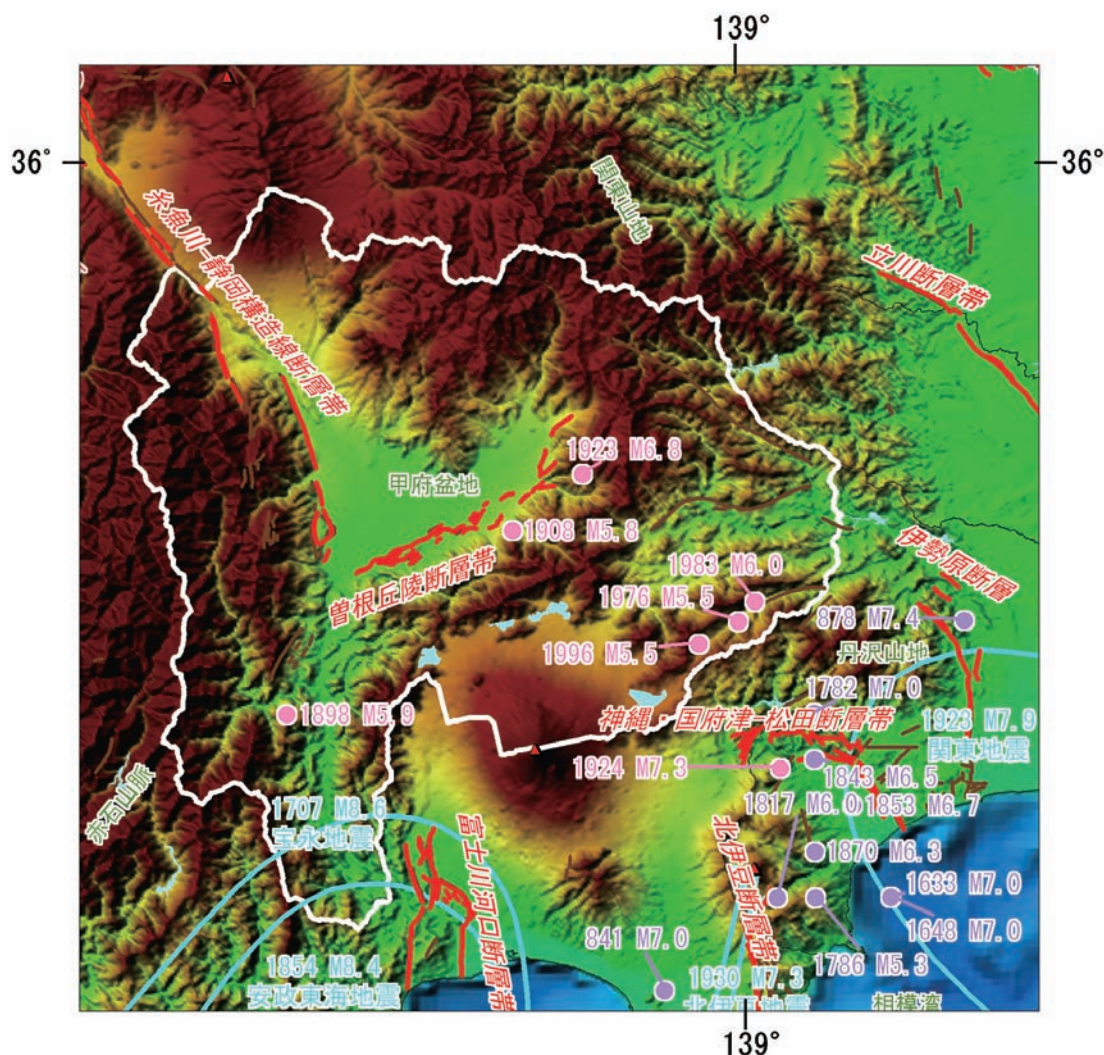 139°
36°
36°
関東山地
糸魚川-静岡構造線断層帯
立川断層帯
1923 M6.8
甲府盆地
1908 M5.8
曽根丘陵断層帯
伊勢原断層
1983 M6.0
1976 M5.5
878 M7.4
1996 M5.5
丹沢山地
1782 M7.0
1898 M5.9
神縄・国府津-松田断層帯
1923 M7.9
関東地震
1924 M7.3
1843 M6.5
赤石山脈
1707 M8.6
宝永地震
1817 M6.0
1853 M6.7
富士川河口断層帯
北伊豆断層帯
1870 M6.3
1633 M7.0
1648 M7.0
841 M7.0
1786 M5.3
1854 M8.4
安政東海地震
1930 M7.3
北伊豆地震
相模湾
139°